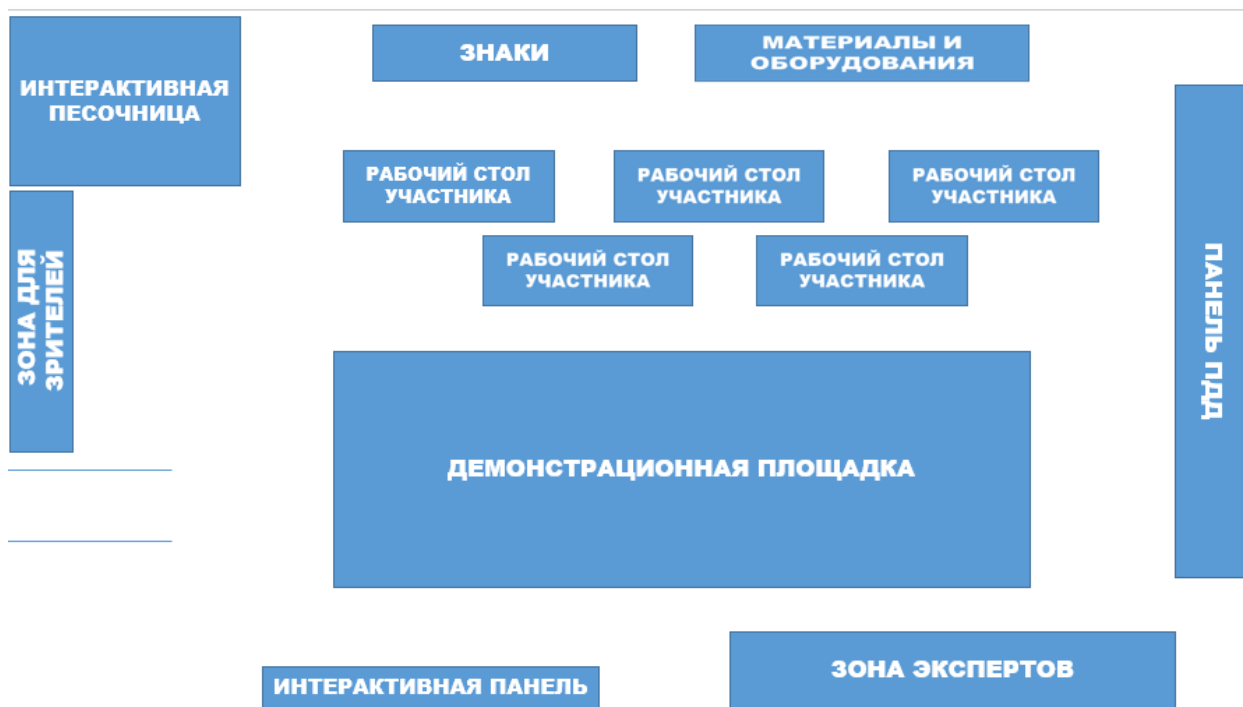 ИНТЕРАКТИВНАЯ
ПЕСОЧНИЦА
ЗНАКИ
МАТЕРИАЛЫ И
ОБОРУДОВАНИЯ
РАБОЧИЙ СТОЛ
УЧАСТНИКА
РАБОЧИЙ СТОЛ
УЧАСТНИКА
РАБОЧИЙ СТОЛ
УЧАСТНИКА
РАБОЧИЙ СТОЛ
УЧАСТНИКА
РАБОЧИЙ СТОЛ
УЧАСТНИКА
ЗОНА ДЛЯ
ЗРИТЕЛЕЙ
ПАНЕЛЬ ПДД
ДЕМОНСТРАЦИОННАЯ ПЛОЩАДКА
ИНТЕРАКТИВНАЯ ПАНЕЛЬ
ЗОНА ЭКСПЕРТОВ